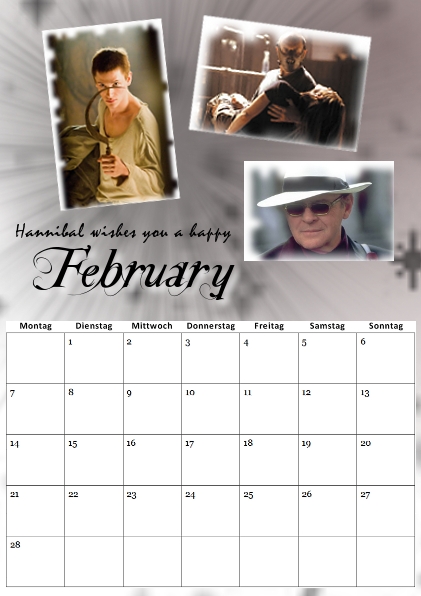 Hannibal wishes you a happy
February
Montag Dienstag Mittwoch Donnerstag Freitag Samstag Sonntag
1 2 3 4 5 6
7 8 9 10 11 12 13
14 15 16 17 18 19 20
21 22 23 24 25 26 27
28